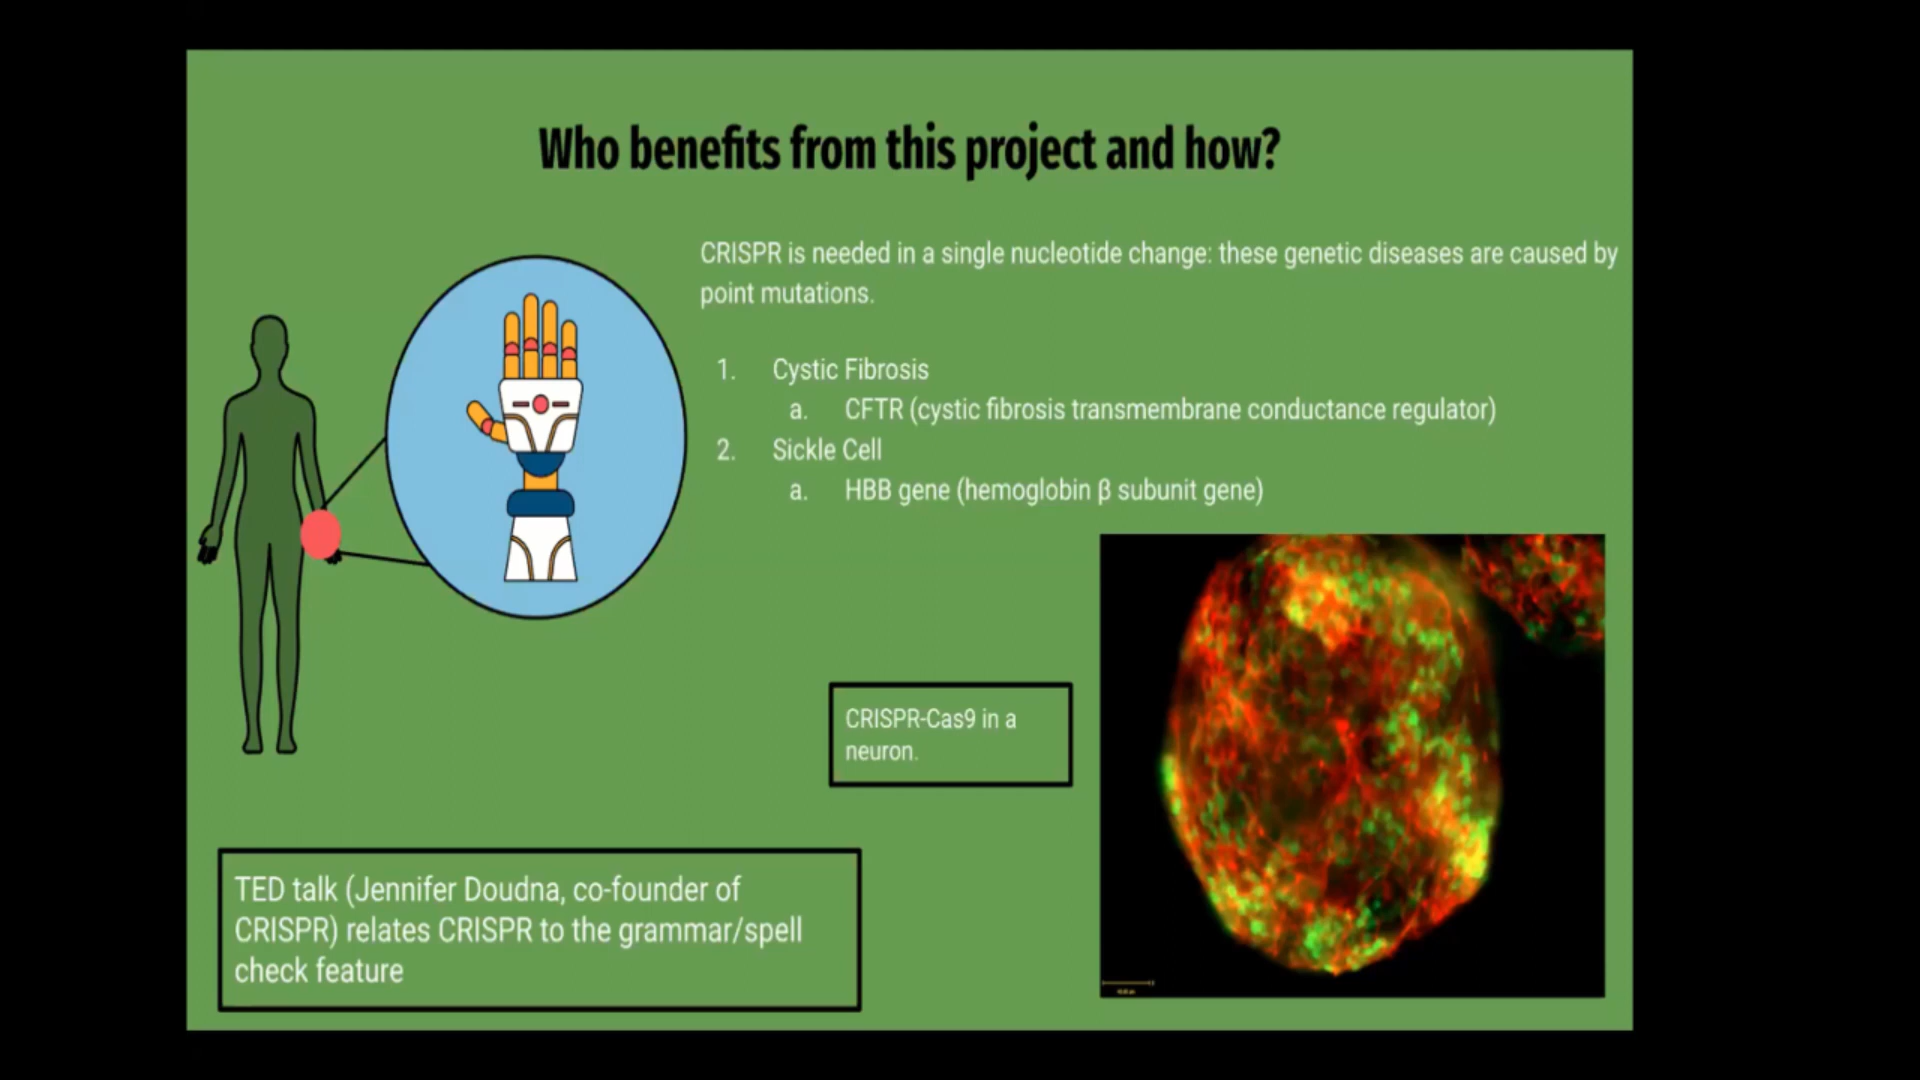 Who benefits from this project and how?
CRISPR is needed in a single nucleotide change: these genetic diseases are caused by
point mutations.
1. Cystic Fibrosis
a. CFTR (cystic fibrosis transmembrane conductance regulator)
2. Sickle Cell
a. HBB gene (hemoglobin β subunit gene)
CRISPR-Cas9 in a
neuron.
TED talk (Jennifer Doudna, co-founder of
CRISPR) relates CRISPR to the grammar/spell
check feature